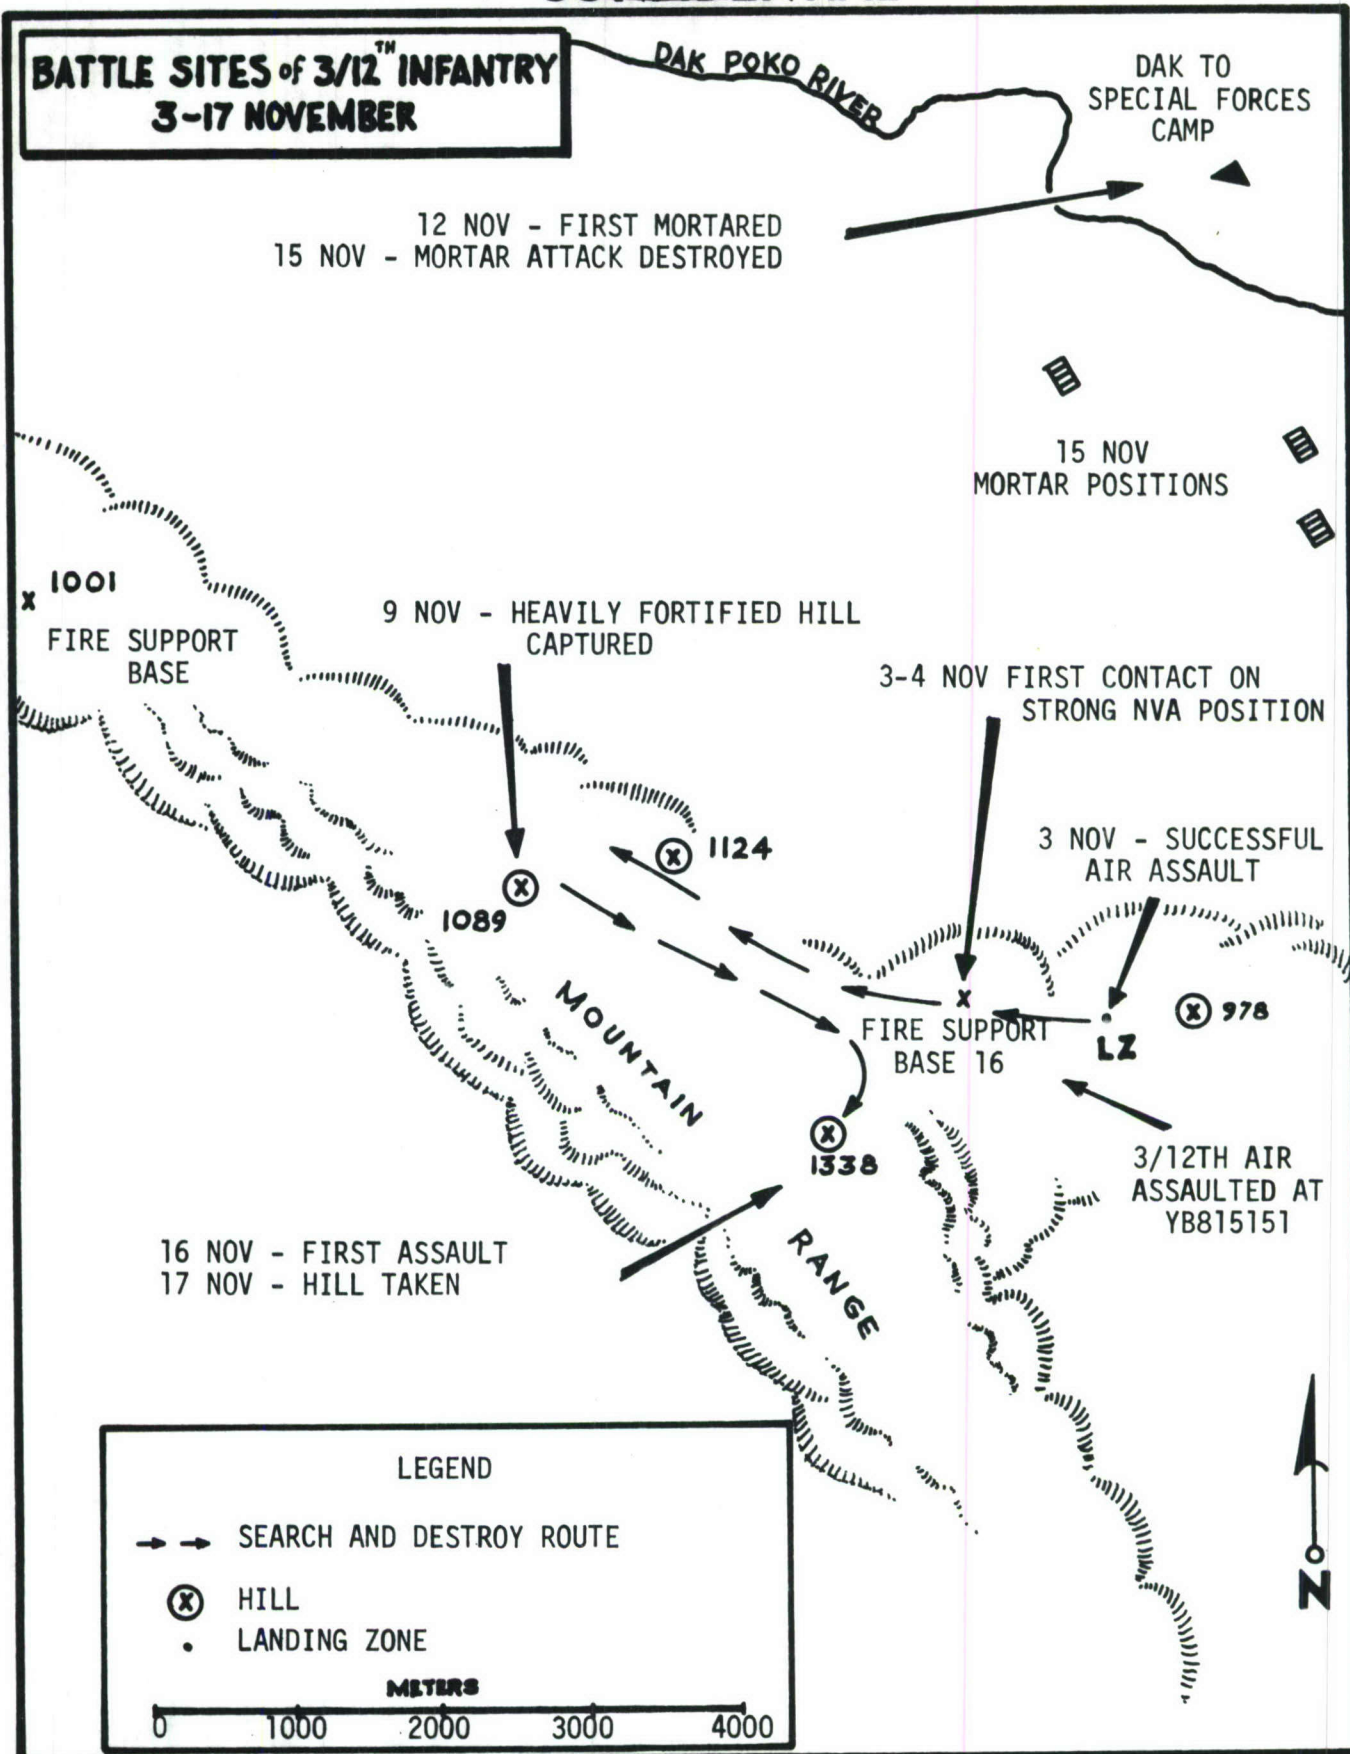 BATTLE SITES of 3/12TH INFANTRY
3-17 NOVEMBER
DAK POKO RIVER
DAK TO
SPECIAL FORCES
CAMP
12 NOV - FIRST MORTARED
15 NOV - MORTAR ATTACK DESTROYED
15 NOV
MORTAR POSITIONS
x 1001
FIRE SUPPORT
BASE
9 NOV - HEAVILY FORTIFIED HILL
CAPTURED
3-4 NOV FIRST CONTACT ON
STRONG NVA POSITION
3 NOV - SUCCESSFUL
AIR ASSAULT
x 1124
x
1089
x
FIRE SUPPORT
BASE 16
LZ
x 978
MOUNTAIN
RANGE
x
1338
3/12TH AIR
ASSAULTED AT
YB815151
16 NOV - FIRST ASSAULT
17 NOV - HILL TAKEN
LEGEND
SEARCH AND DESTROY ROUTE
x HILL
LANDING ZONE
METERS
0 1000 2000 3000 4000
N